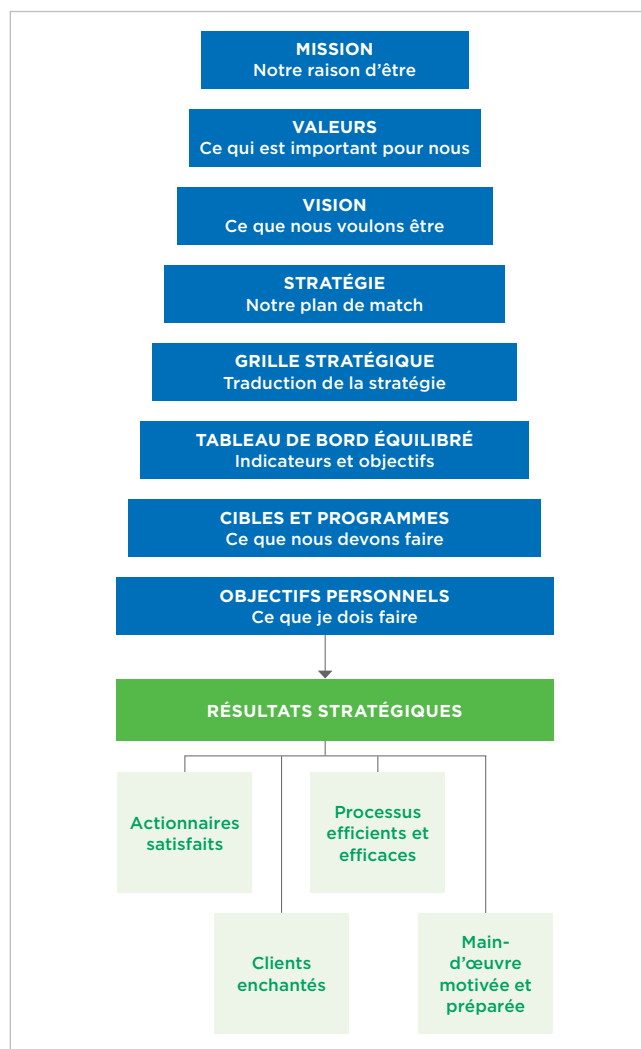 MISSION
Notre raison d’être
VALEURS
Ce qui est important pour nous
VISION
Ce que nous voulons être
STRATÉGIE
Notre plan de match
GRILLE STRATÉGIQUE
Traduction de la stratégie
TABLEAU DE BORD ÉQUILIBRÉ
Indicateurs et objectifs
CIBLES ET PROGRAMMES
Ce que nous devons faire
OBJECTIFS PERSONNELS
Ce que je dois faire
RÉSULTATS STRATÉGIQUES
Actionnaires
satisfaits
Processus
efficients et
efficaces
Clients
enchantés
Main-
d’œuvre
motivée et
préparée